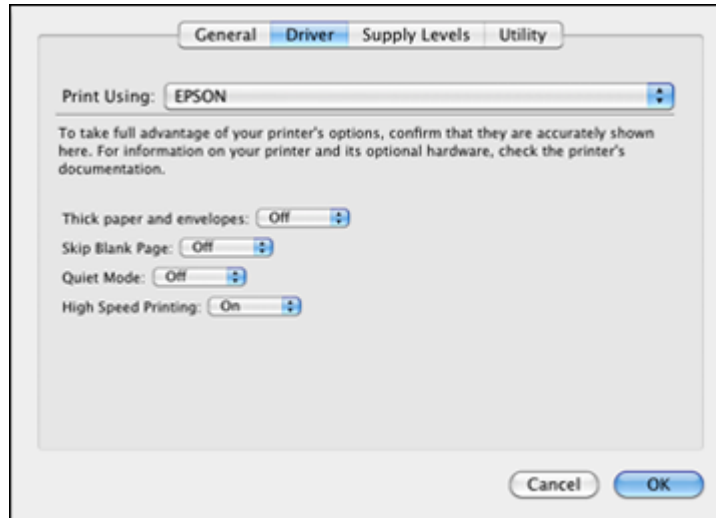 General Driver Supply Levels Utility
Print Using: EPSON
To take full advantage of your printer's options, confirm that they are accurately shown
here. For information on your printer and its optional hardware, check the printer's
documentation.
Thick paper and envelopes: Off
Skip Blank Page: Off
Quiet Mode: Off
High Speed Printing: On
Cancel OK